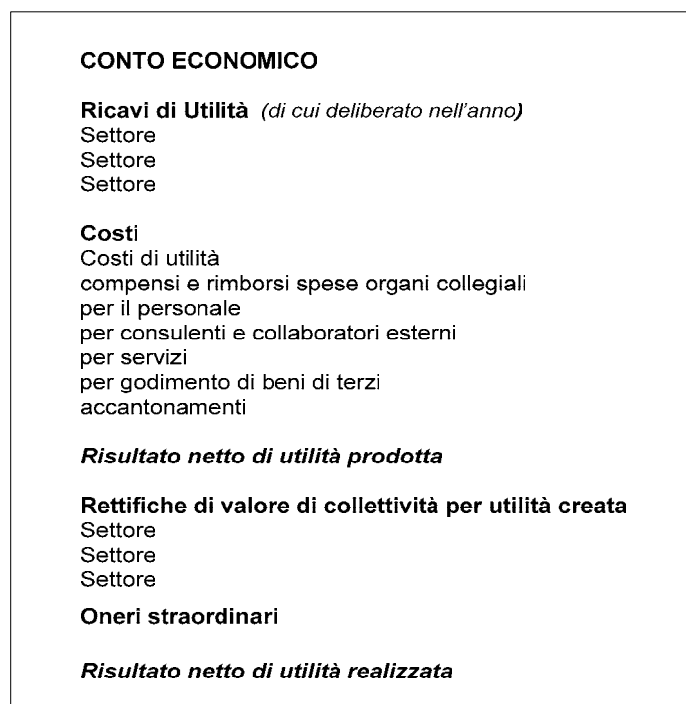 CONTO ECONOMICO
Ricavi di Utilità (di cui deliberato nell'anno)
Settore
Settore
Settore
Costi
Costi di utilità
compensi e rimborsi spese organi collegiali
per il personale
per consulenti e collaboratori esterni
per servizi
per godimento di beni di terzi
accantonamenti
Risultato netto di utilità prodotta
Rettifiche di valore di collettività per utilità creata
Settore
Settore
Settore
Oneri straordinari
Risultato netto di utilità realizzata